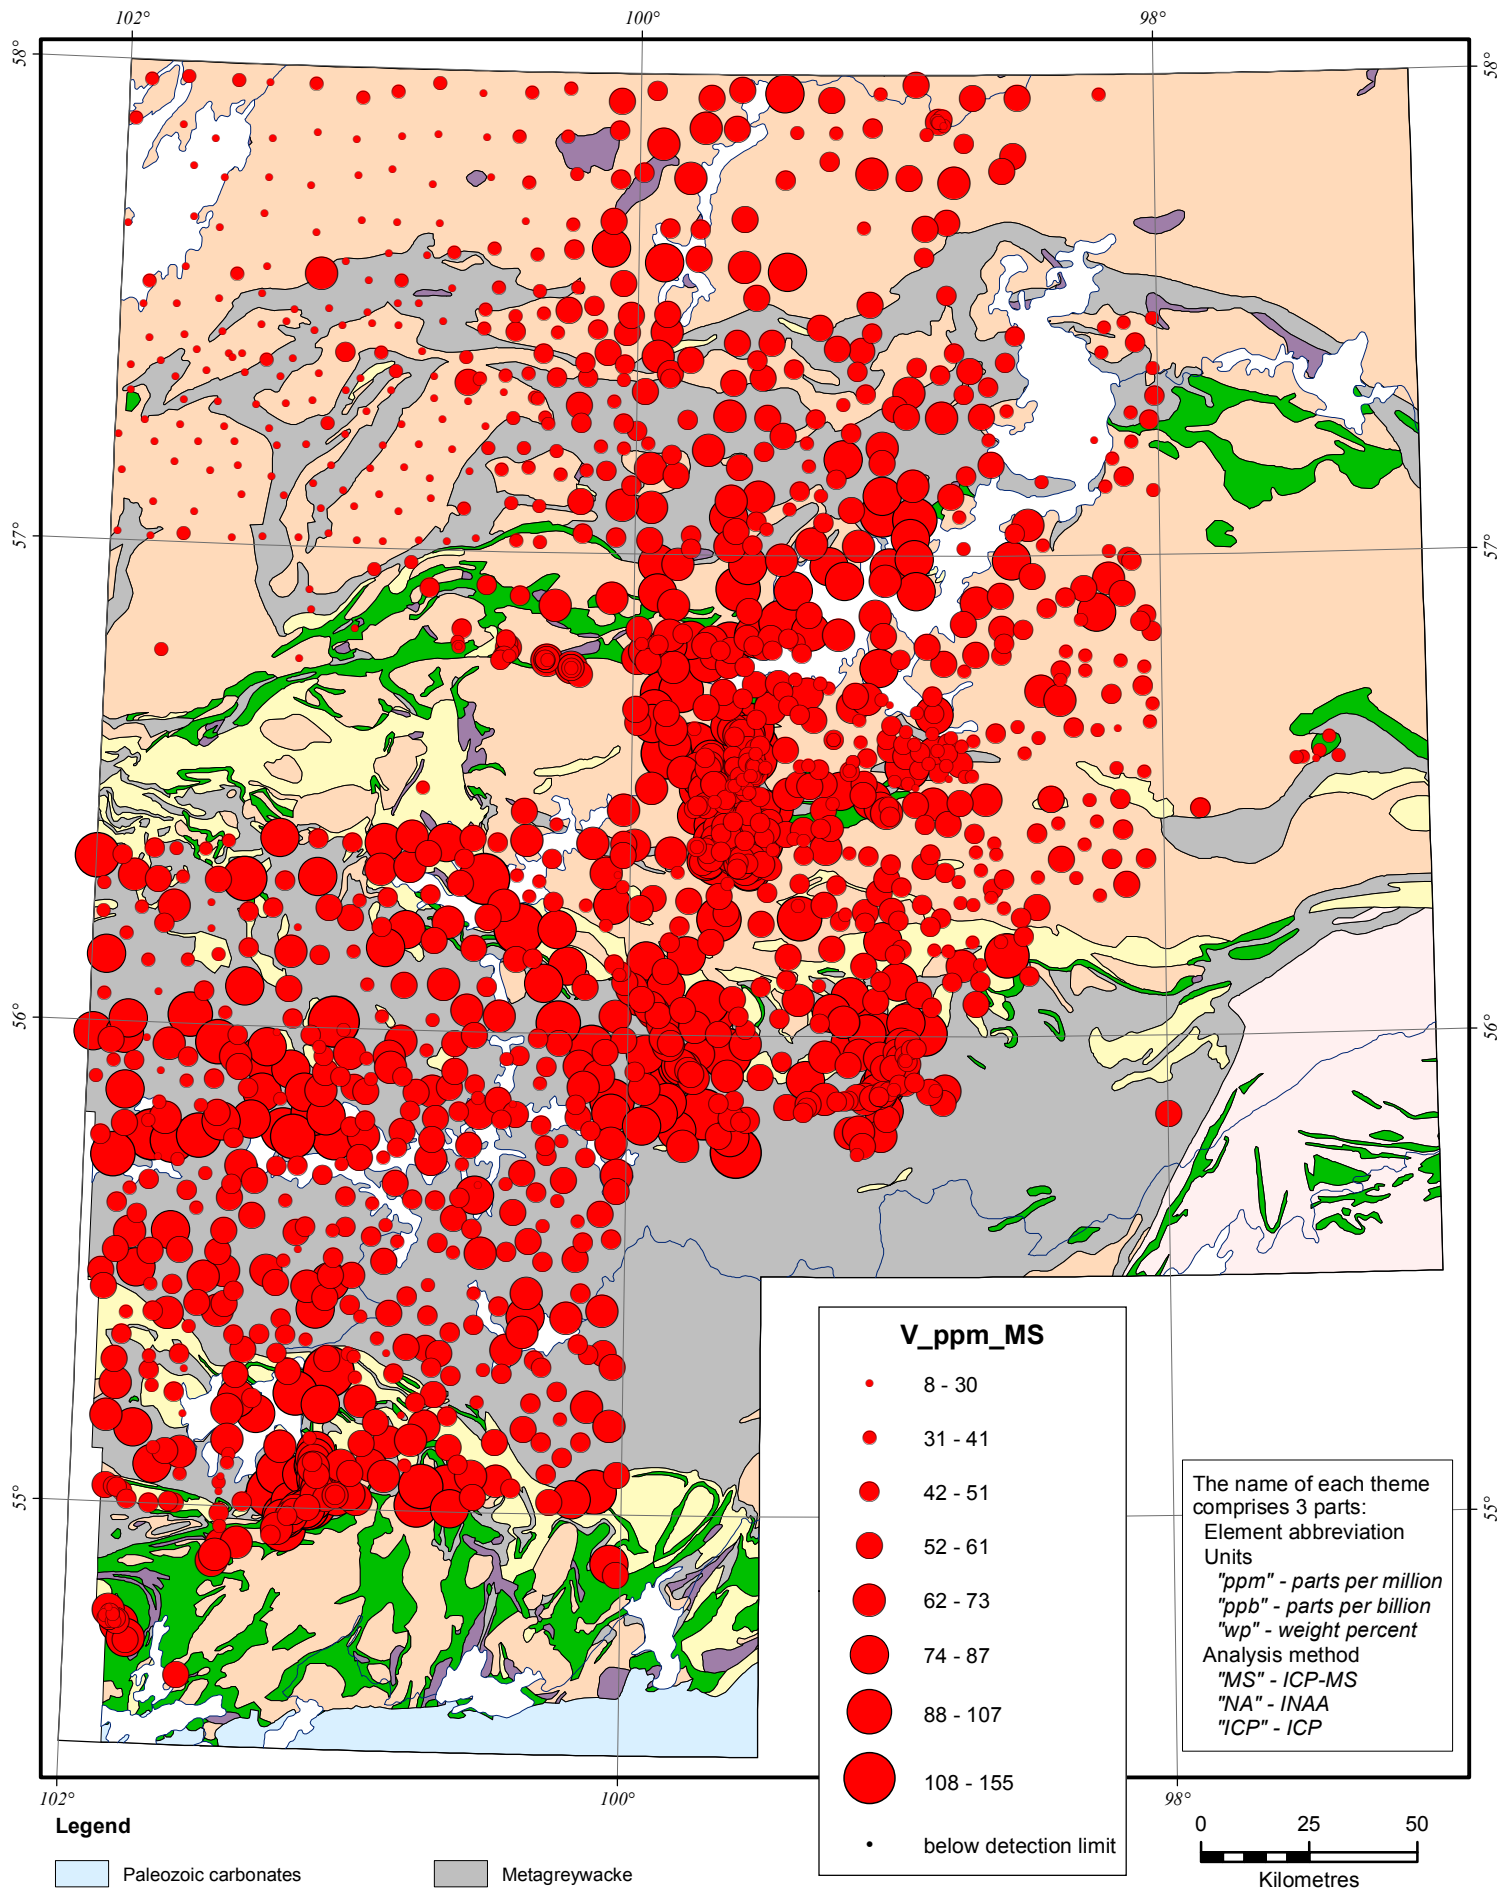 102°
100°
98°
58°
58°
57°
57°
56°
56°
55°
55°
V_ppm_MS
8 - 30
31 - 41
42 - 51
52 - 61
62 - 73
74 - 87
88 - 107
108 - 155
below detection limit
The name of each theme
comprises 3 parts:
Element abbreviation
Units
"ppm" - parts per million
"ppb" - parts per billion
"wp" - weight percent
Analysis method
"MS" - ICP-MS
"NA" - INAA
"ICP" - ICP
102°
100°
98°
Legend
Paleozoic carbonates
Metagreywacke
0 25 50
Kilometres